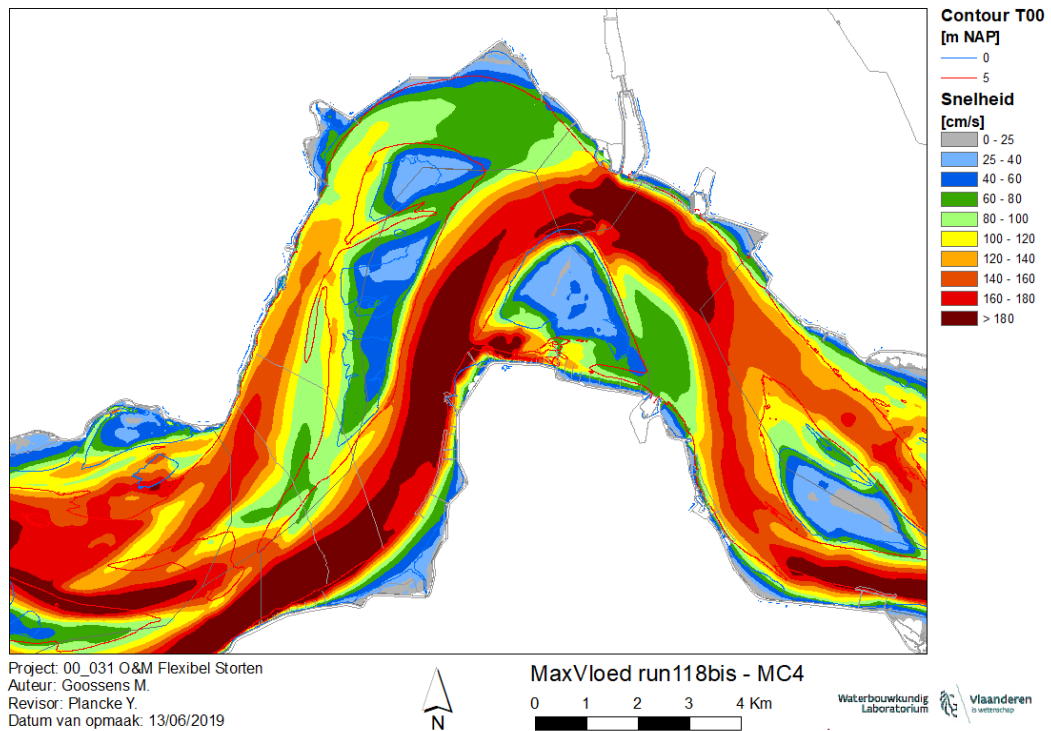 Contour T00
[m NAP]
0
5
Snelheid
[cm/s]
0 - 25
25 - 40
40 - 60
60 - 80
80 - 100
100 - 120
120 - 140
140 - 160
160 - 180
> 180
Project: 00_031 O&M Flexibel Storten
Auteur: Goossens M.
Revisor: Plancke Y.
Datum van opmaak: 13/06/2019
N
MaxVloed run118bis - MC4
0 1 2 3 4 Km
Waterbouwkundig
Laboratorium
Vlaanderen
is wetenschap